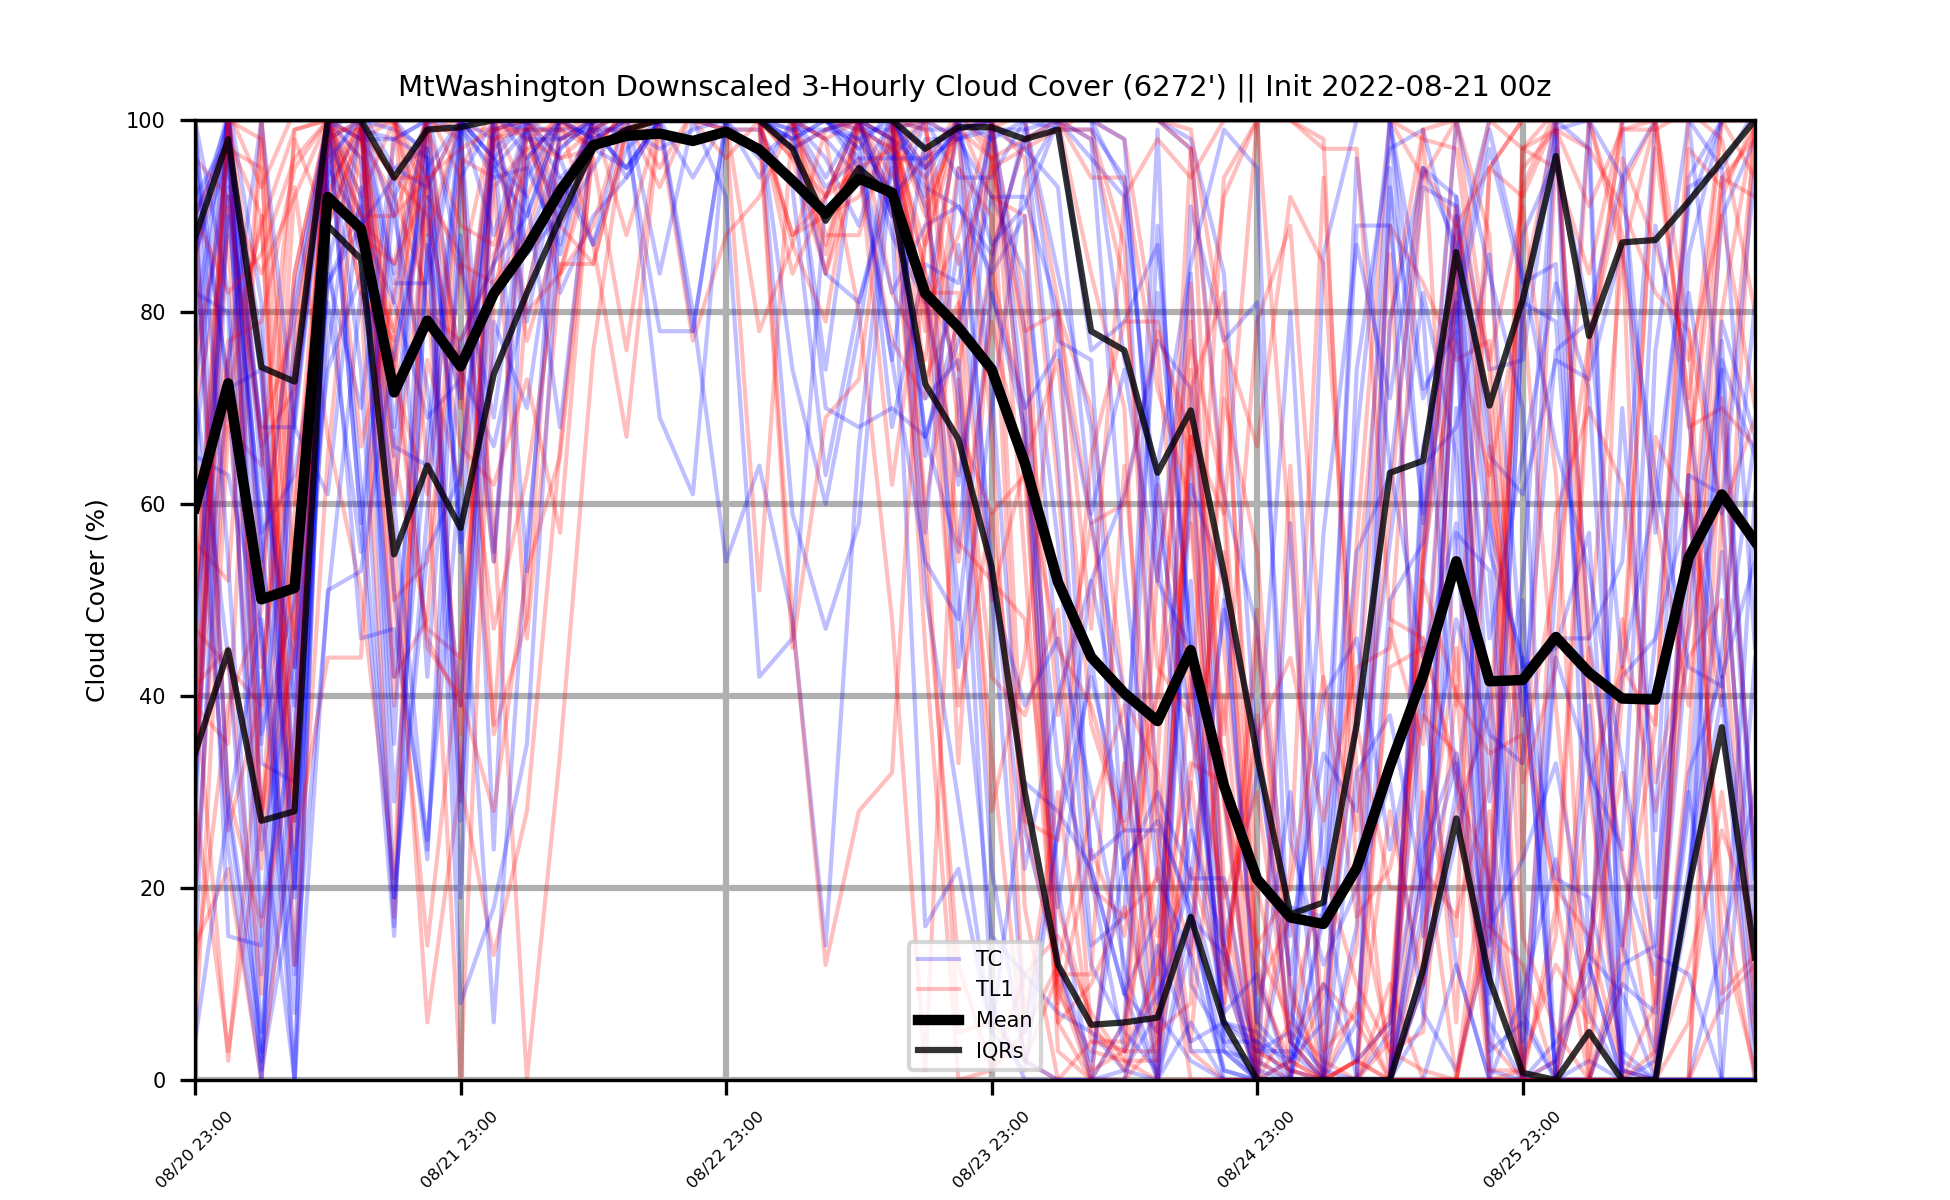 MtWashington Downscaled 3-Hourly Cloud Cover (6272') || Init 2022-08-21 00z
Cloud Cover (%)
100
80
60
40
20
0
TC
TL1
Mean
IQRs
08/20 23:00
08/21 23:00
08/22 23:00
08/23 23:00
08/24 23:00
08/25 23:00